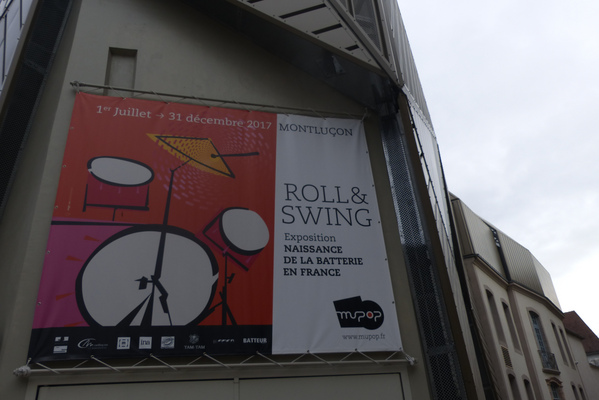 1er Juillet → 31 décembre 2017
MONTLUÇON
ROLL&
SWING
Exposition
NAISSANCE
DE LA BATTERIE
EN FRANCE
mupop
www.mupop.fr
BATTEUR